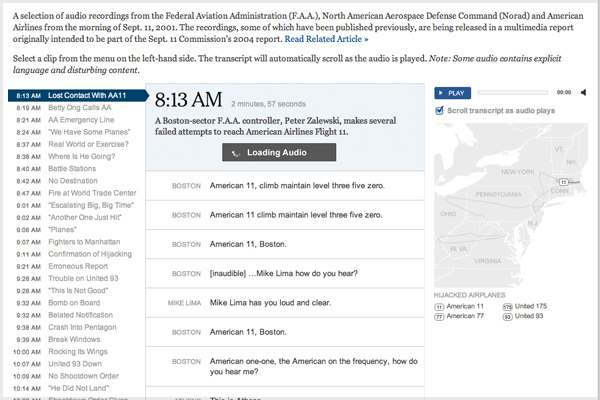 A selection of audio recordings from the Federal Aviation Administration (F.A.A.), North American Aerospace Defense Command (Norad) and American
Airlines from the morning of Sept. 11, 2001. The recordings, some of which have been published previously, are being released in a multimedia report
originally intended to be part of the Sept. 11 Commission's 2004 report. Read Related Article »
Select a clip from the menu on the left-hand side. The transcript will automatically scroll as the audio is played. Note: Some audio contains explicit
language and disturbing content.
8:13 AM Lost Contact With AA11
8:19 AM Betty Ong Calls AA
8:21 AM AA Emergency Line
8:24 AM "We Have Some Planes"
8:37 AM Real World or Exercise?
8:38 AM Where Is He Going?
8:40 AM Battle Stations
8:42 AM No Destination
8:47 AM Fire at World Trade Center
9:01 AM "Escalating Big, Big Time"
9:02 AM "Another One Just Hit"
9:06 AM "Planes"
9:07 AM Fighters to Manhattan
9:11 AM Confirmation of Hijacking
9:21 AM Erroneous Report
9:28 AM Trouble on United 93
9:28 AM "This Is Not Good"
9:32 AM Bomb on Board
9:32 AM Belated Notification
9:38 AM Crash Into Pentagon
9:39 AM Break Windows
10:00 AM Rocking Its Wings
10:07 AM United 93 Down
10:09 AM No Shootdown Order
10:14 AM "He Did Not Land"
8:13 AM 2 minutes, 57 seconds
A Boston-sector F.A.A. controller, Peter Zalewski, makes several
failed attempts to reach American Airlines Flight 11.
Loading Audio
BOSTON American 11, climb maintain level three five zero.
BOSTON American 11 climb maintain level three five zero.
BOSTON American 11, Boston.
BOSTON [inaudible] …Mike Lima how do you hear?
MIKE LIMA Mike Lima has you loud and clear.
BOSTON American 11, Boston.
BOSTON American one-one, the American on the frequency, how do
you hear me?
ATHENS This is Athens
PLAY 00:00
Scroll transcript as audio plays
VT.
NH.
NEW YORK
11
CONN
PENNSYLVANIA
OHIO
N.J.
W. VA.
VIRGINIA
HIJACKED AIRPLANES
11 American 11 175 United 175
77 American 77 93 United 93